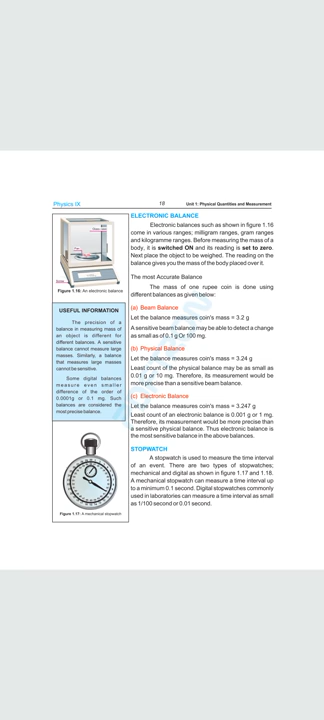 Physics IX
18
Unit 1: Physical Quantities and Measurement
Figure 1.16: An electronic balance
USEFUL INFORMATION
The precision of a
balance in measuring mass of
an object is different for
different balances. A sensitive
balance cannot measure large
masses. Similarly, a balance
that measures large masses
cannot be sensitive.
Some digital balances
measure even smaller
difference of the order of
0.0001g or 0.1 mg. Such
balances are considered the
most precise balance.
Figure 1.17: A mechanical stopwatch
ELECTRONIC BALANCE
Electronic balances such as shown in figure 1.16
come in various ranges; milligram ranges, gram ranges
and kilogramme ranges. Before measuring the mass of a
body, it is switched ON and its reading is set to zero.
Next place the object to be weighed. The reading on the
balance gives you the mass of the body placed over it.
The most Accurate Balance
The mass of one rupee coin is done using
different balances as given below:
(a) Beam Balance
Let the balance measures coin's mass = 3.2 g
A sensitive beam balance may be able to detect a change
as small as of 0.1 g Or 100 mg.
(b) Physical Balance
Let the balance measures coin's mass = 3.24 g
Least count of the physical balance may be as small as
0.01 g or 10 mg. Therefore, its measurement would be
more precise than a sensitive beam balance.
(c) Electronic Balance
Let the balance measures coin's mass = 3.247 g
Least count of an electronic balance is 0.001 g or 1 mg.
Therefore, its measurement would be more precise than
a sensitive physical balance. Thus electronic balance is
the most sensitive balance in the above balances.
STOPWATCH
A stopwatch is used to measure the time interval
of an event. There are two types of stopwatches;
mechanical and digital as shown in figure 1.17 and 1.18.
A mechanical stopwatch can measure a time interval up
to a minimum 0.1 second. Digital stopwatches commonly
used in laboratories can measure a time interval as small
as 1/100 second or 0.01 second.